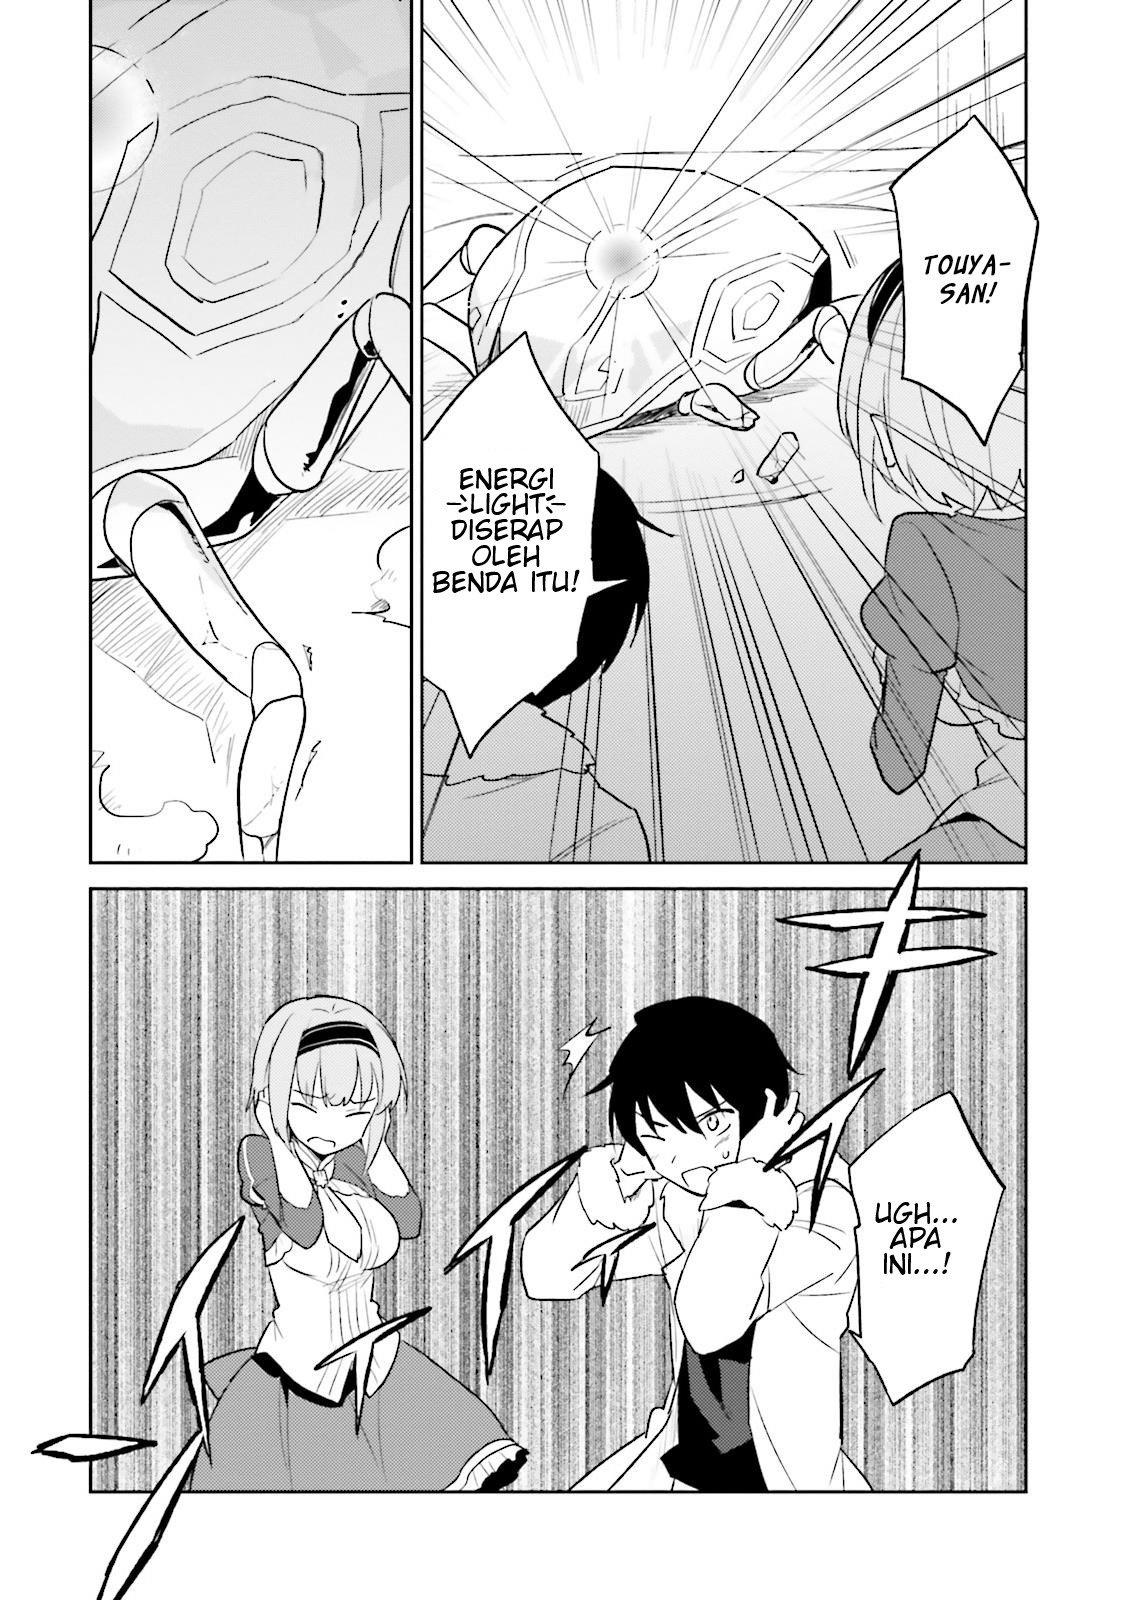 TOUYA-
SAN!
ENERGI
LIGHT
DISERAP
OLEH
BENDA ITU!
UGH...
APA
INI...!